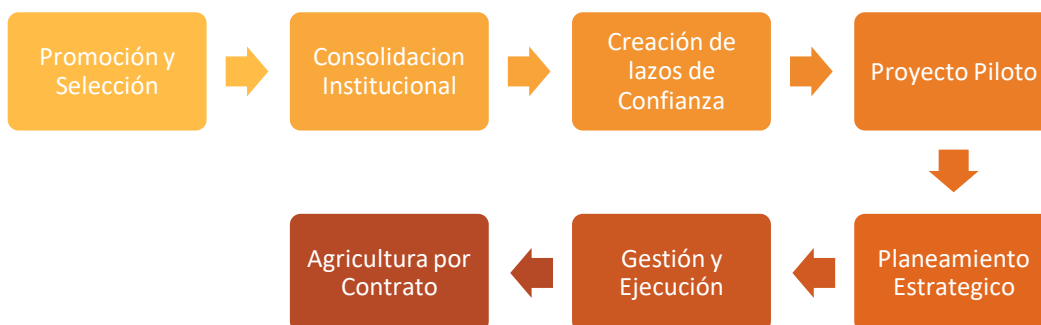 Promoción y
Selección
Consolidacion
Institucional
Creación de
lazos de
Confianza
Proyecto Piloto
Planeamiento
Estrategico
Gestión y
Ejecución
Agricultura por
Contrato